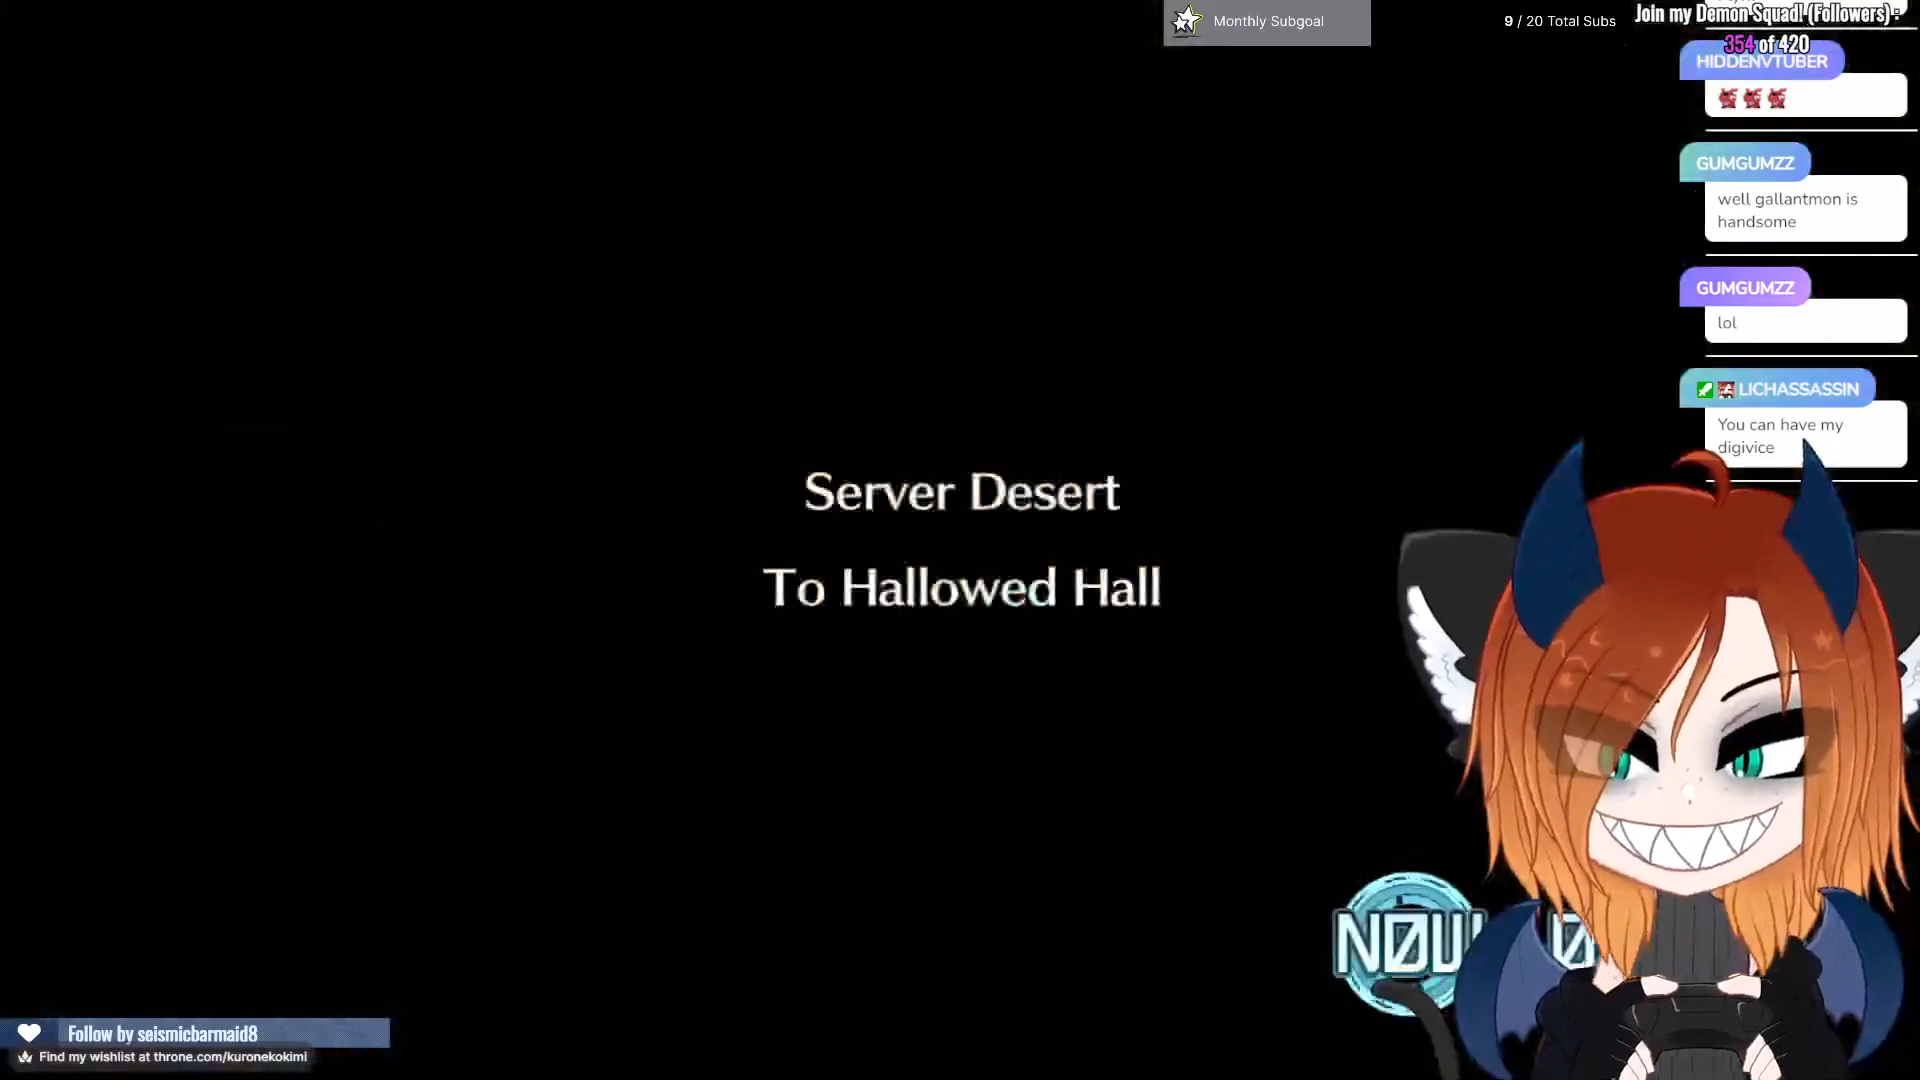 Monthly Subgoal
9 / 20 Total Subs
Join my Demon Squad! (Followers) :
354 of 420
HIDDENVTUBER
GUMGUMZZ
well gallantmon is
handsome
GUMGUMZZ
lol
LICHASSASSIN
You can have my
digivice
Server Desert
To Hallowed Hall
NØW
Follow by seismicbarmaid8
Find my wishlist at throne.com/kuronekokimi